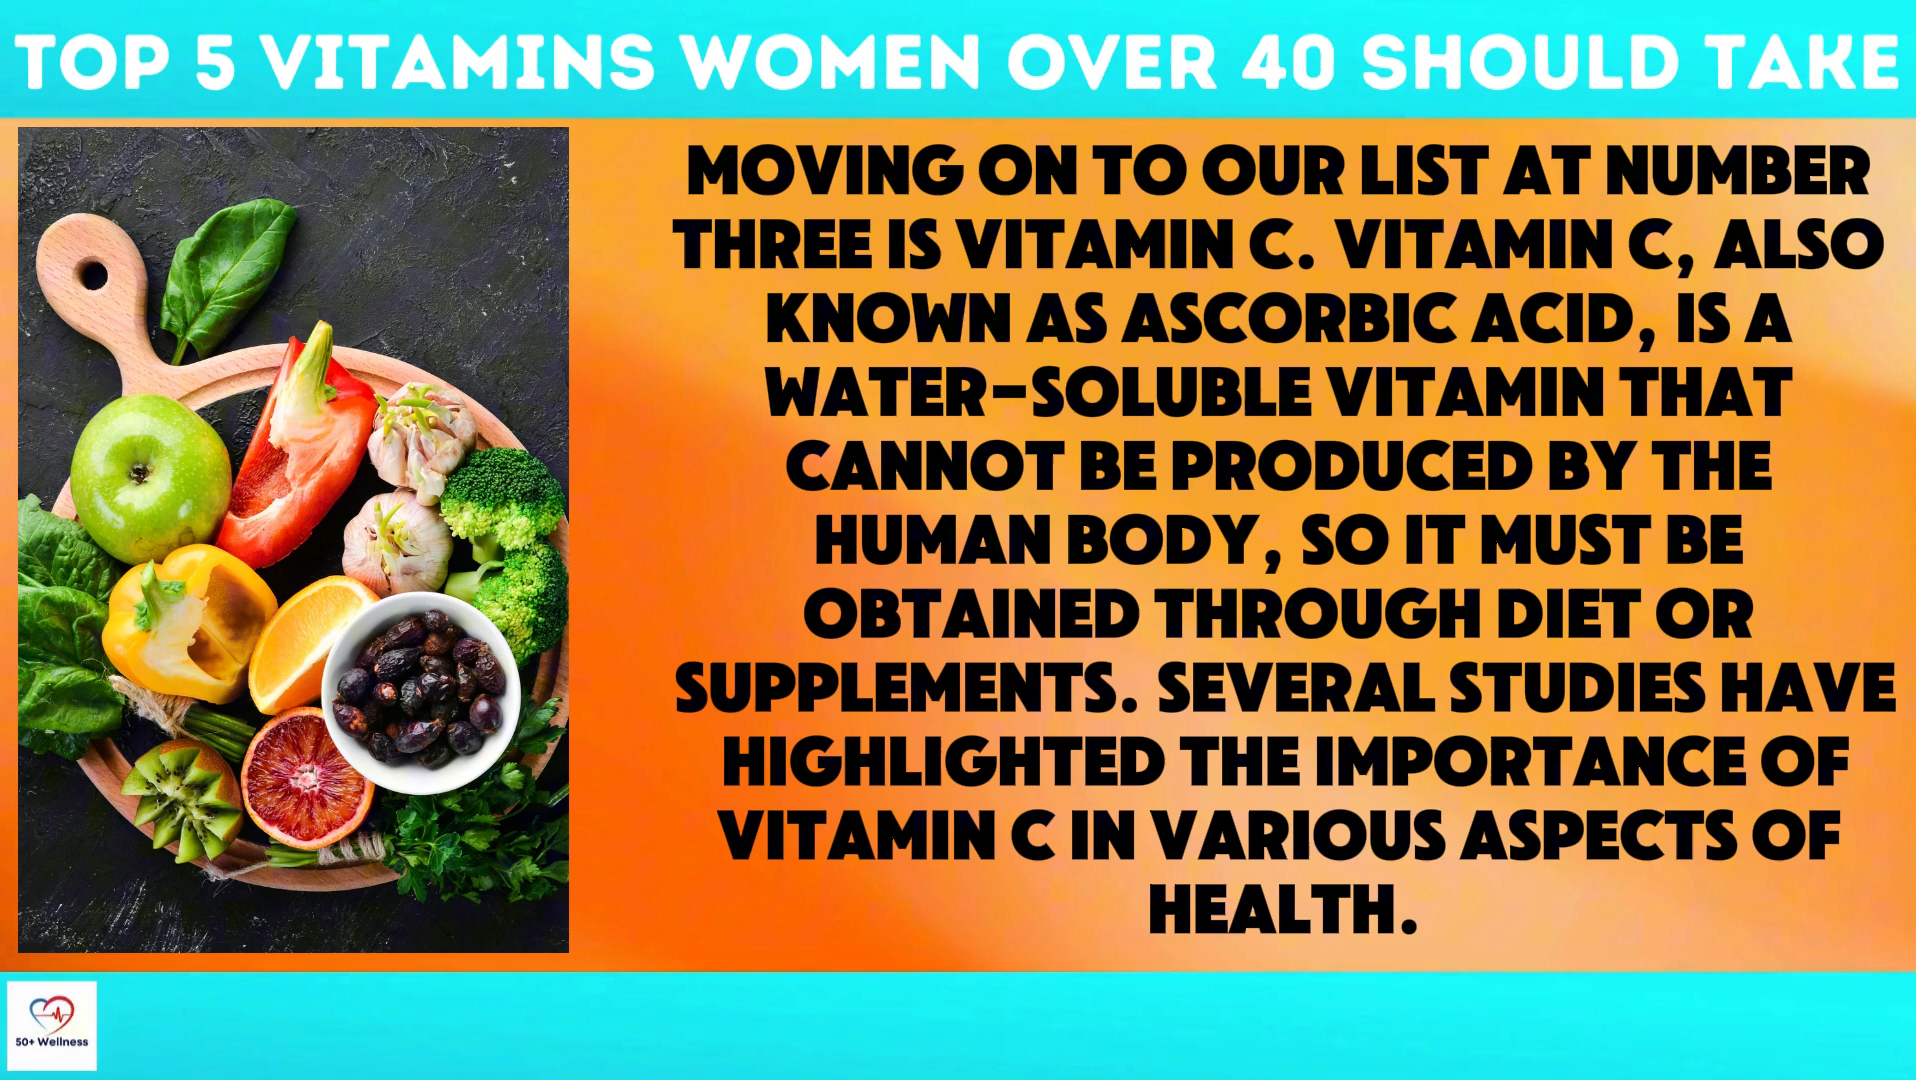 TOP 5 VITAMINS WOMEN OVER 40 SHOULD TAKE
MOVING ON TO OUR LIST AT NUMBER
THREE IS VITAMIN C. VITAMIN C, ALSO
KNOWN AS ASCORBIC ACID, IS A
WATER-SOLUBLE VITAMIN THAT
CANNOT BE PRODUCED BY THE
HUMAN BODY, SO IT MUST BE
OBTAINED THROUGH DIET OR
SUPPLEMENTS. SEVERAL STUDIES HAVE
HIGHLIGHTED THE IMPORTANCE OF
VITAMIN C IN VARIOUS ASPECTS OF
HEALTH.
50+ Wellness